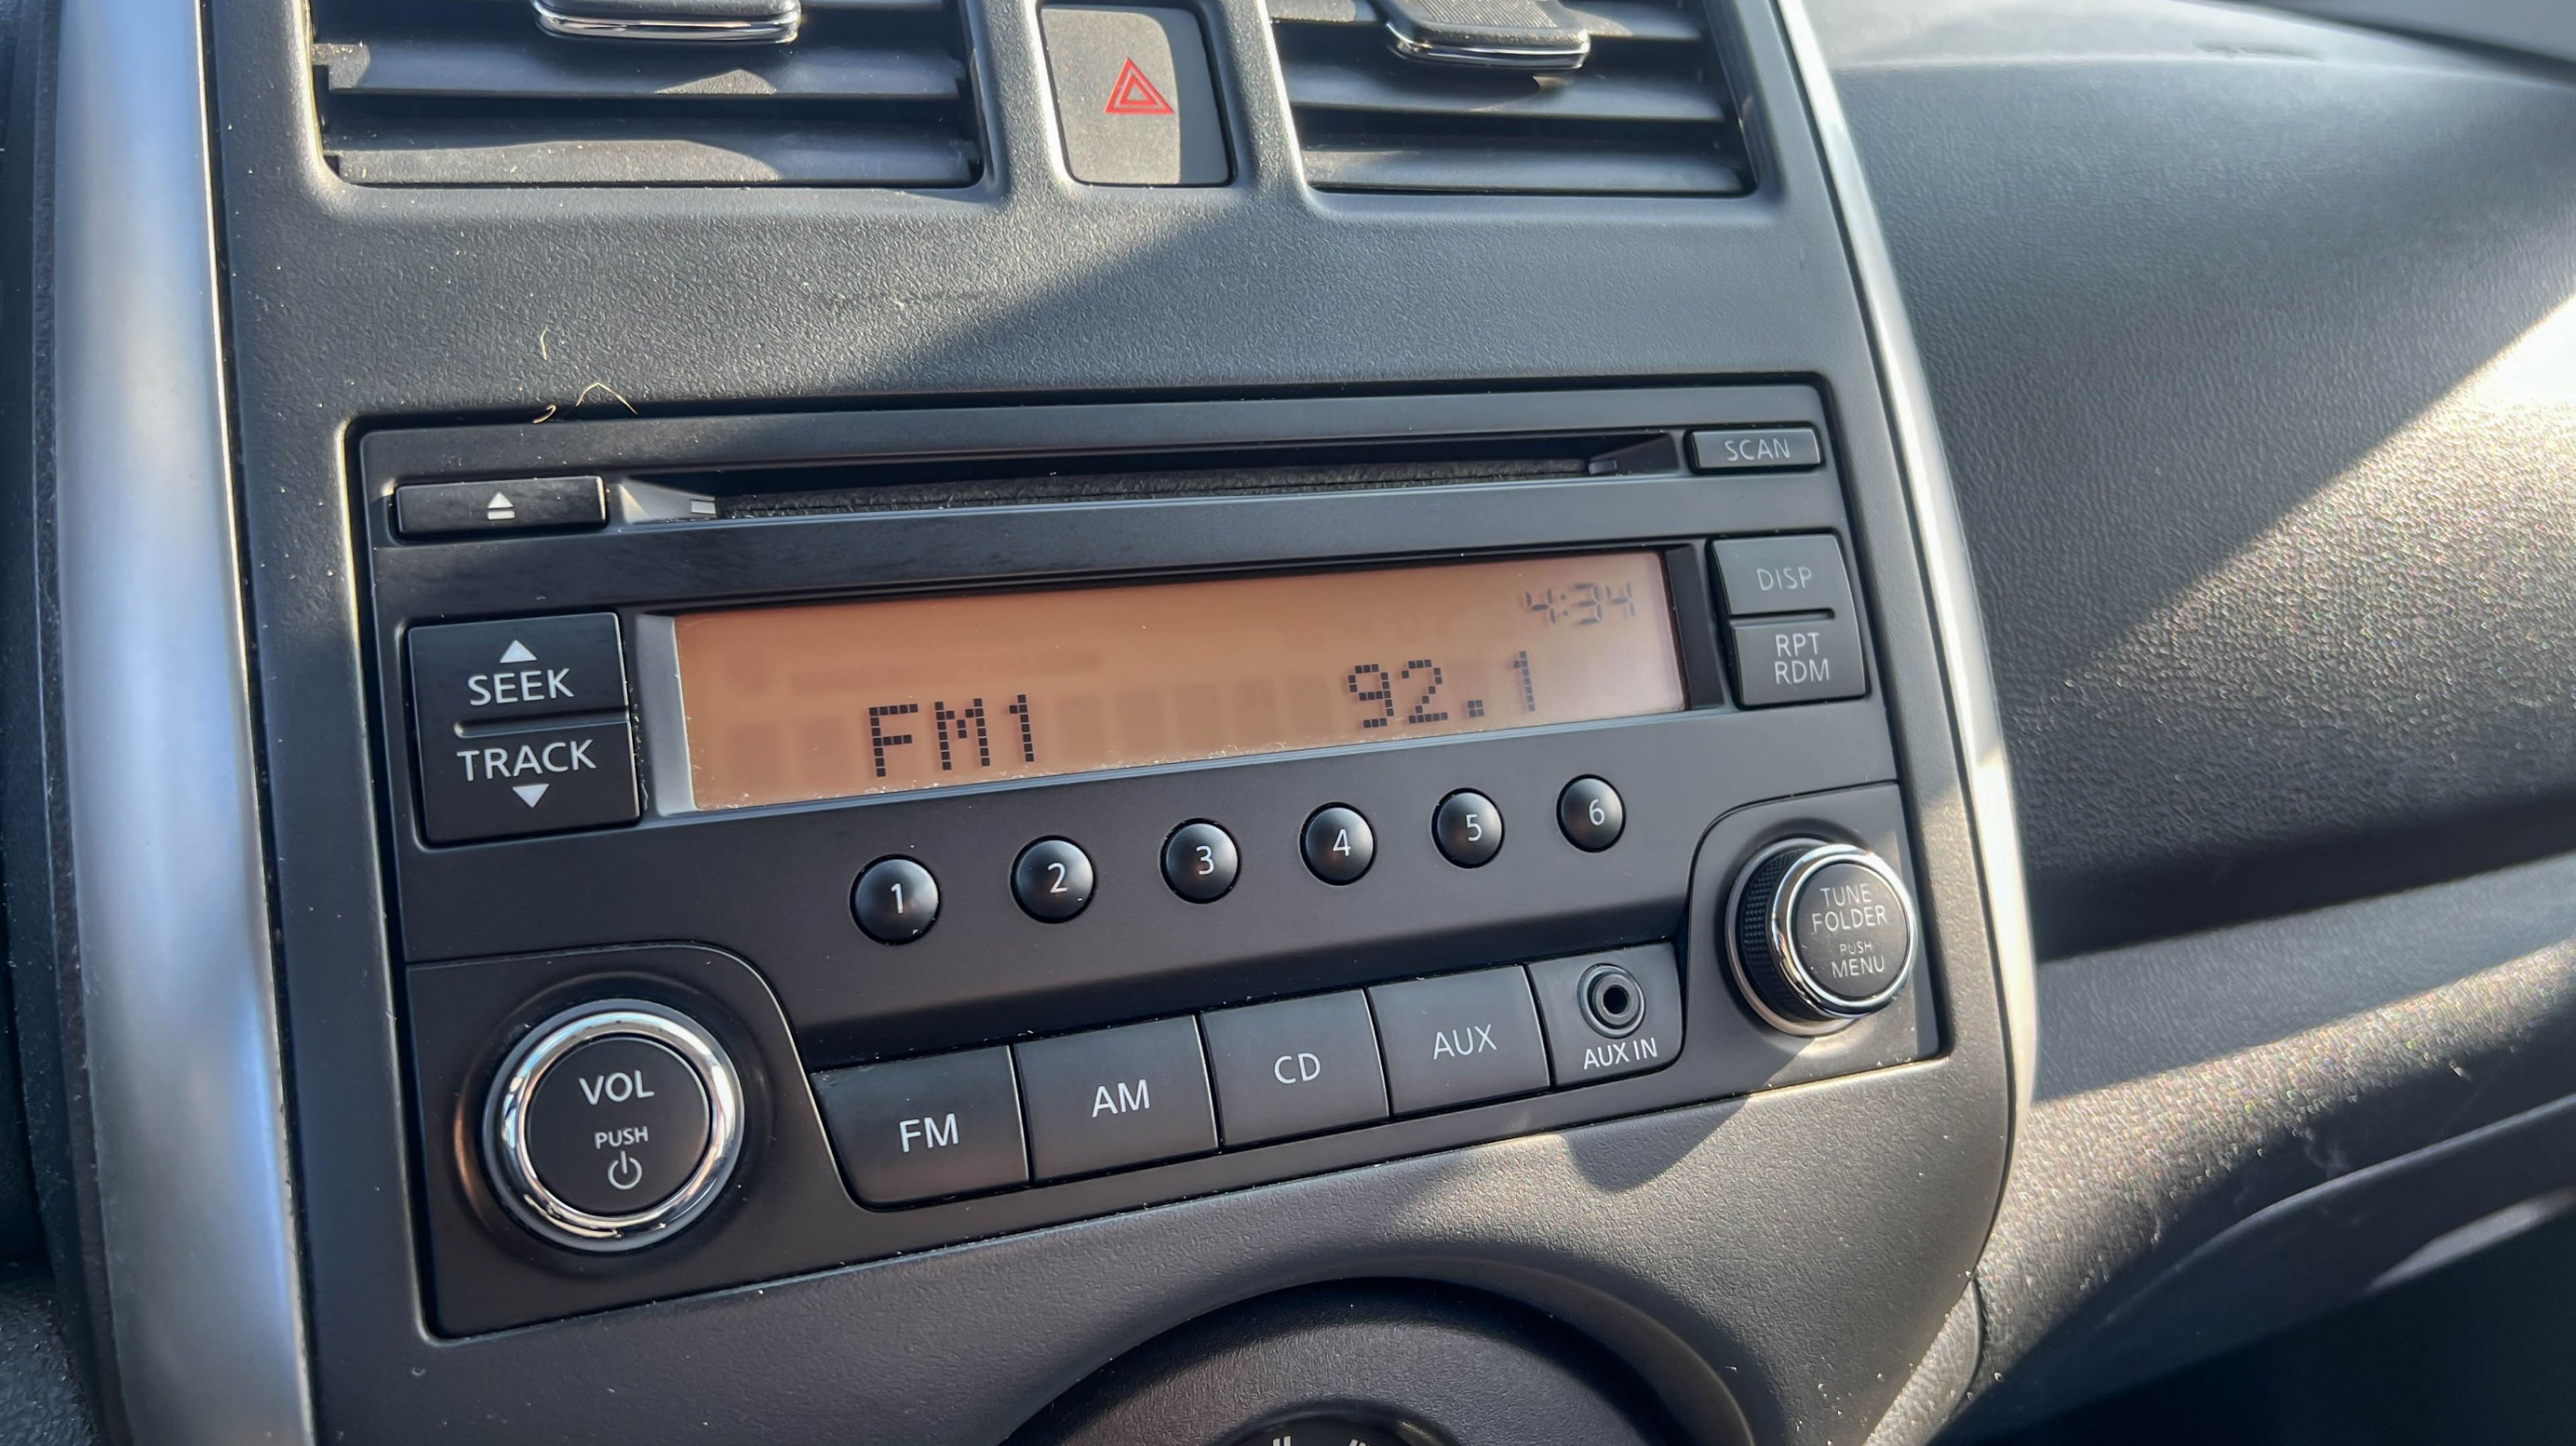 SCAN
4:34
DISP
SEEK
FM1 92.1
RPT
RDM
TRACK
1 2 3 4 5 6
TUNE
FOLDER
PUSH
MENU
VOL
PUSH
FM AM CD AUX AUX IN